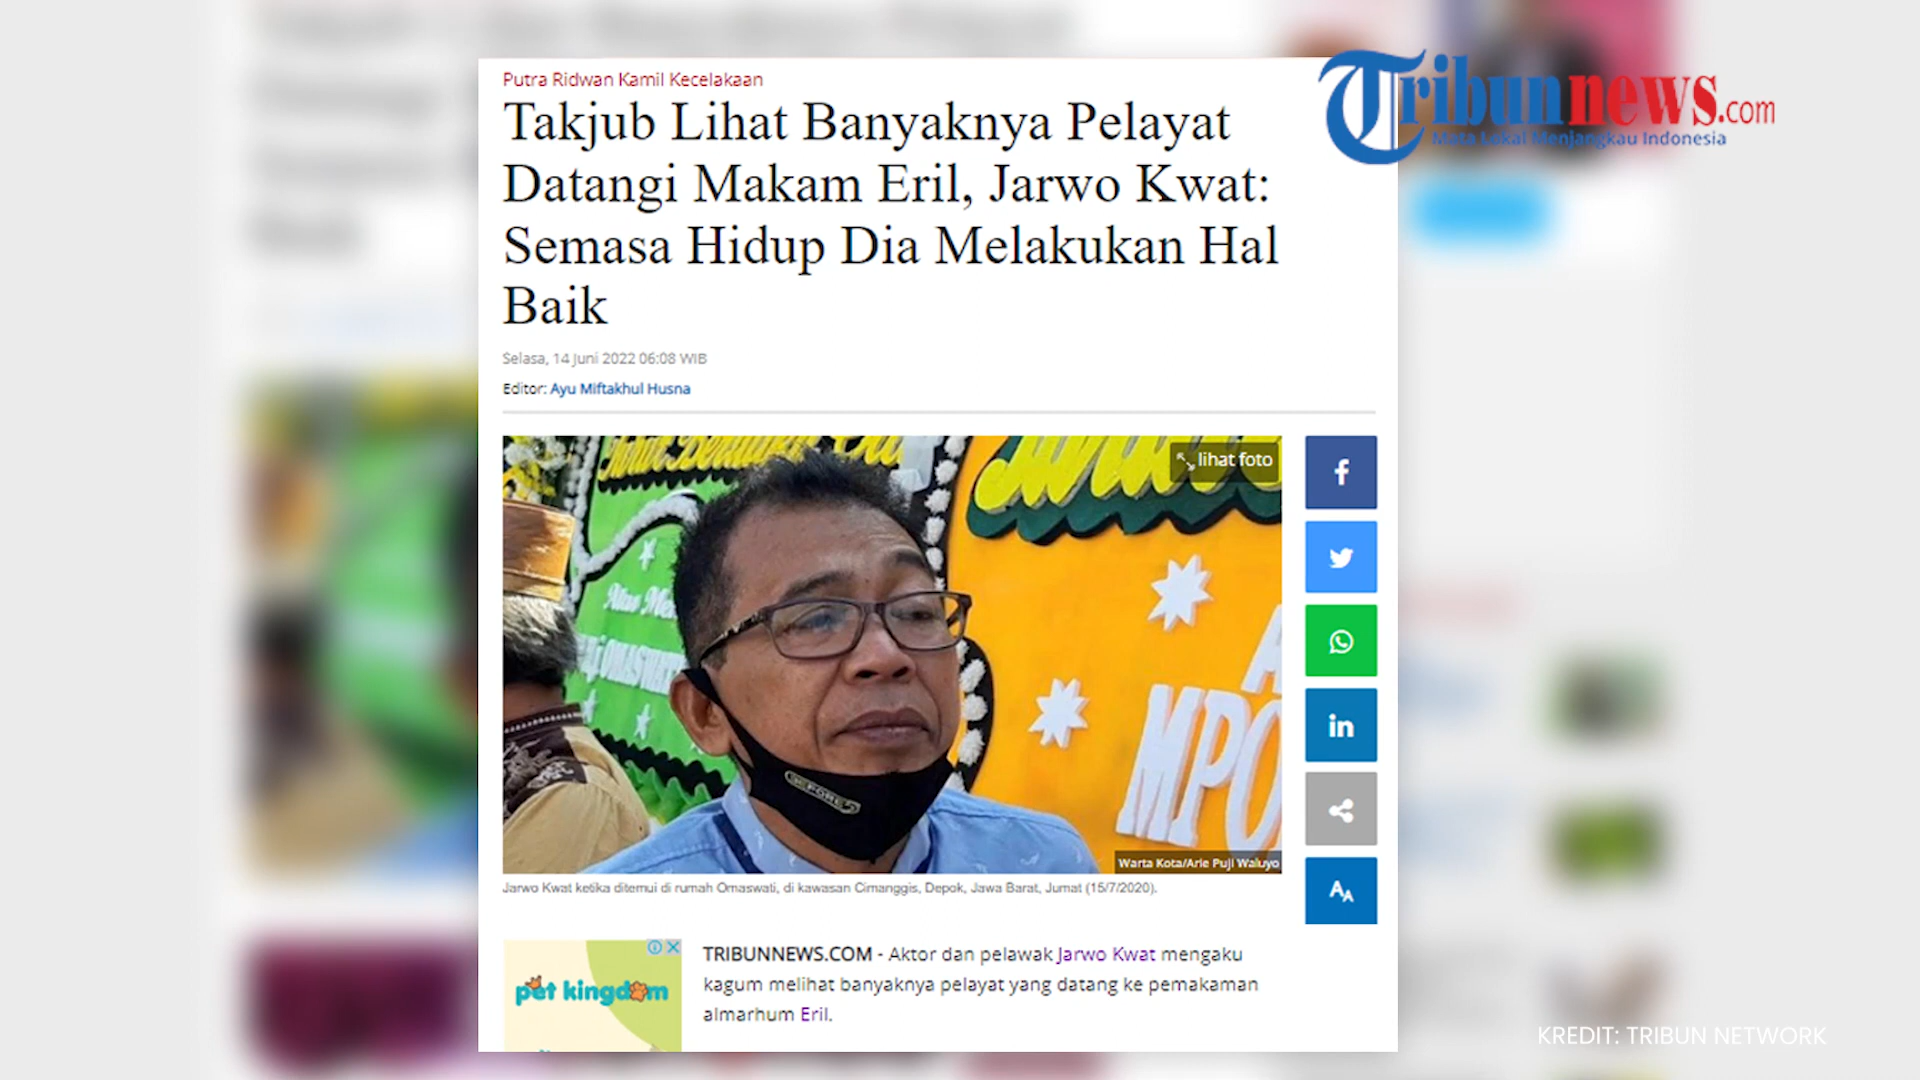 Putra Ridwan Kamil Kecelakaan
Takjub Lihat Banyaknya Pelayat
Datangi Makam Eril, Jarwo Kwat:
Semasa Hidup Dia Melakukan Hal
Baik
Tribunnews.com
Mata Lokal Menjangkau Indonesia
Selasa, 14 Juni 2022 06:08 WIB
Editor: Ayu Miftakhul Husna
lihat foto
MPO
Warta Kota/Arie Puji Waluyo
Jarwo Kwat ketika ditemui di rumah Omaswati, di kawasan Cimanggis, Depok, Jawa Barat, Jumat (15/7/2020).
pet kingdom
TRIBUNNEWS.COM - Aktor dan pelawak Jarwo Kwat mengaku
kagum melihat banyaknya pelayat yang datang ke pemakaman
almarhum Eril.
KREDIT: TRIBUN NETWORK